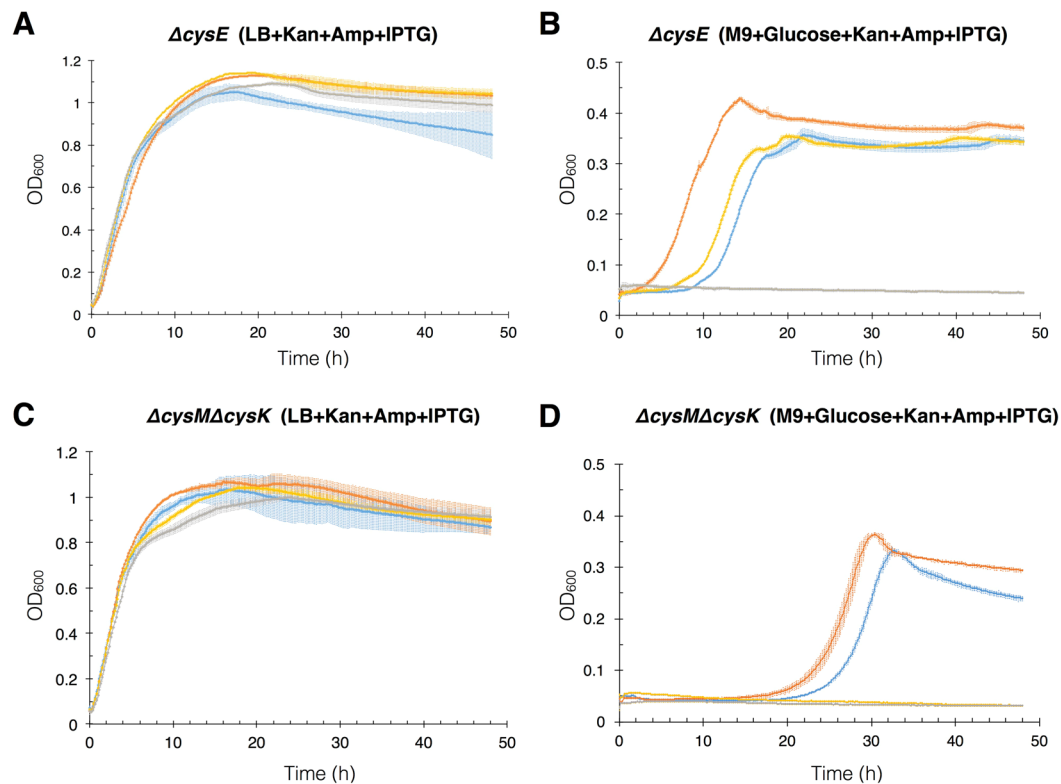 A
ΔcysE (LB+Kan+Amp+IPTG)
1.2
1
0.8
0.6
0.4
0.2
0
OD600
0 10 20 30 40 50
Time (h)
B
ΔcysE (M9+Glucose+Kan+Amp+IPTG)
0.5
0.4
0.3
0.2
0.1
0
OD600
0 10 20 30 40 50
Time (h)
C
ΔcysMΔcysK (LB+Kan+Amp+IPTG)
1.2
1
0.8
0.6
0.4
0.2
0
OD600
0 10 20 30 40 50
Time (h)
D
ΔcysMΔcysK (M9+Glucose+Kan+Amp+IPTG)
0.5
0.4
0.3
0.2
0.1
0
OD600
0 10 20 30 40 50
Time (h)